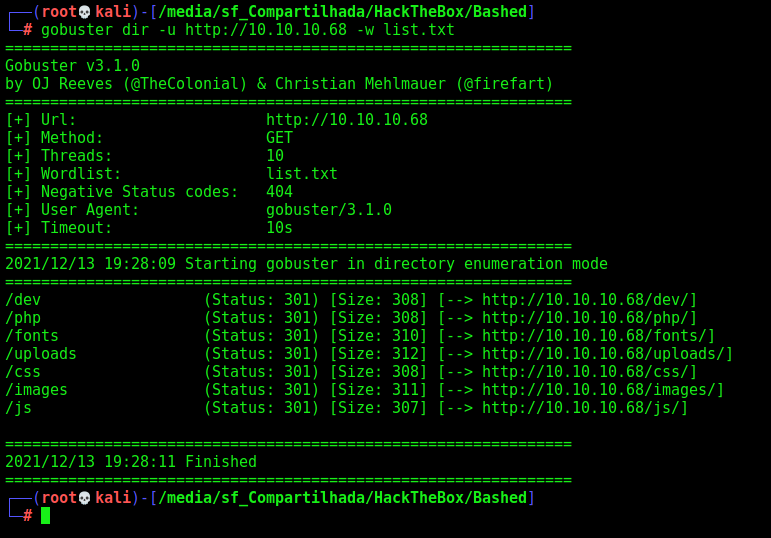 ┌──(root💀kali)-[/media/sf_Compartilhada/HackTheBox/Bashed]
└─# gobuster dir -u http://10.10.10.68 -w list.txt
===============================================================
Gobuster v3.1.0
by OJ Reeves (@TheColonial) & Christian Mehlmauer (@firefart)
===============================================================
[+] Url:                     http://10.10.10.68
[+] Method:                  GET
[+] Threads:                 10
[+] Wordlist:                list.txt
[+] Negative Status codes:   404
[+] User Agent:              gobuster/3.1.0
[+] Timeout:                 10s
===============================================================
2021/12/13 19:28:09 Starting gobuster in directory enumeration mode
===============================================================
/dev                  (Status: 301) [Size: 308] [--> http://10.10.10.68/dev/]
/php                  (Status: 301) [Size: 308] [--> http://10.10.10.68/php/]
/fonts                (Status: 301) [Size: 310] [--> http://10.10.10.68/fonts/]
/uploads              (Status: 301) [Size: 312] [--> http://10.10.10.68/uploads/]
/css                  (Status: 301) [Size: 308] [--> http://10.10.10.68/css/]
/images               (Status: 301) [Size: 311] [--> http://10.10.10.68/images/]
/js                   (Status: 301) [Size: 307] [--> http://10.10.10.68/js/]
===============================================================
2021/12/13 19:28:11 Finished
===============================================================
┌──(root💀kali)-[/media/sf_Compartilhada/HackTheBox/Bashed]
└─#